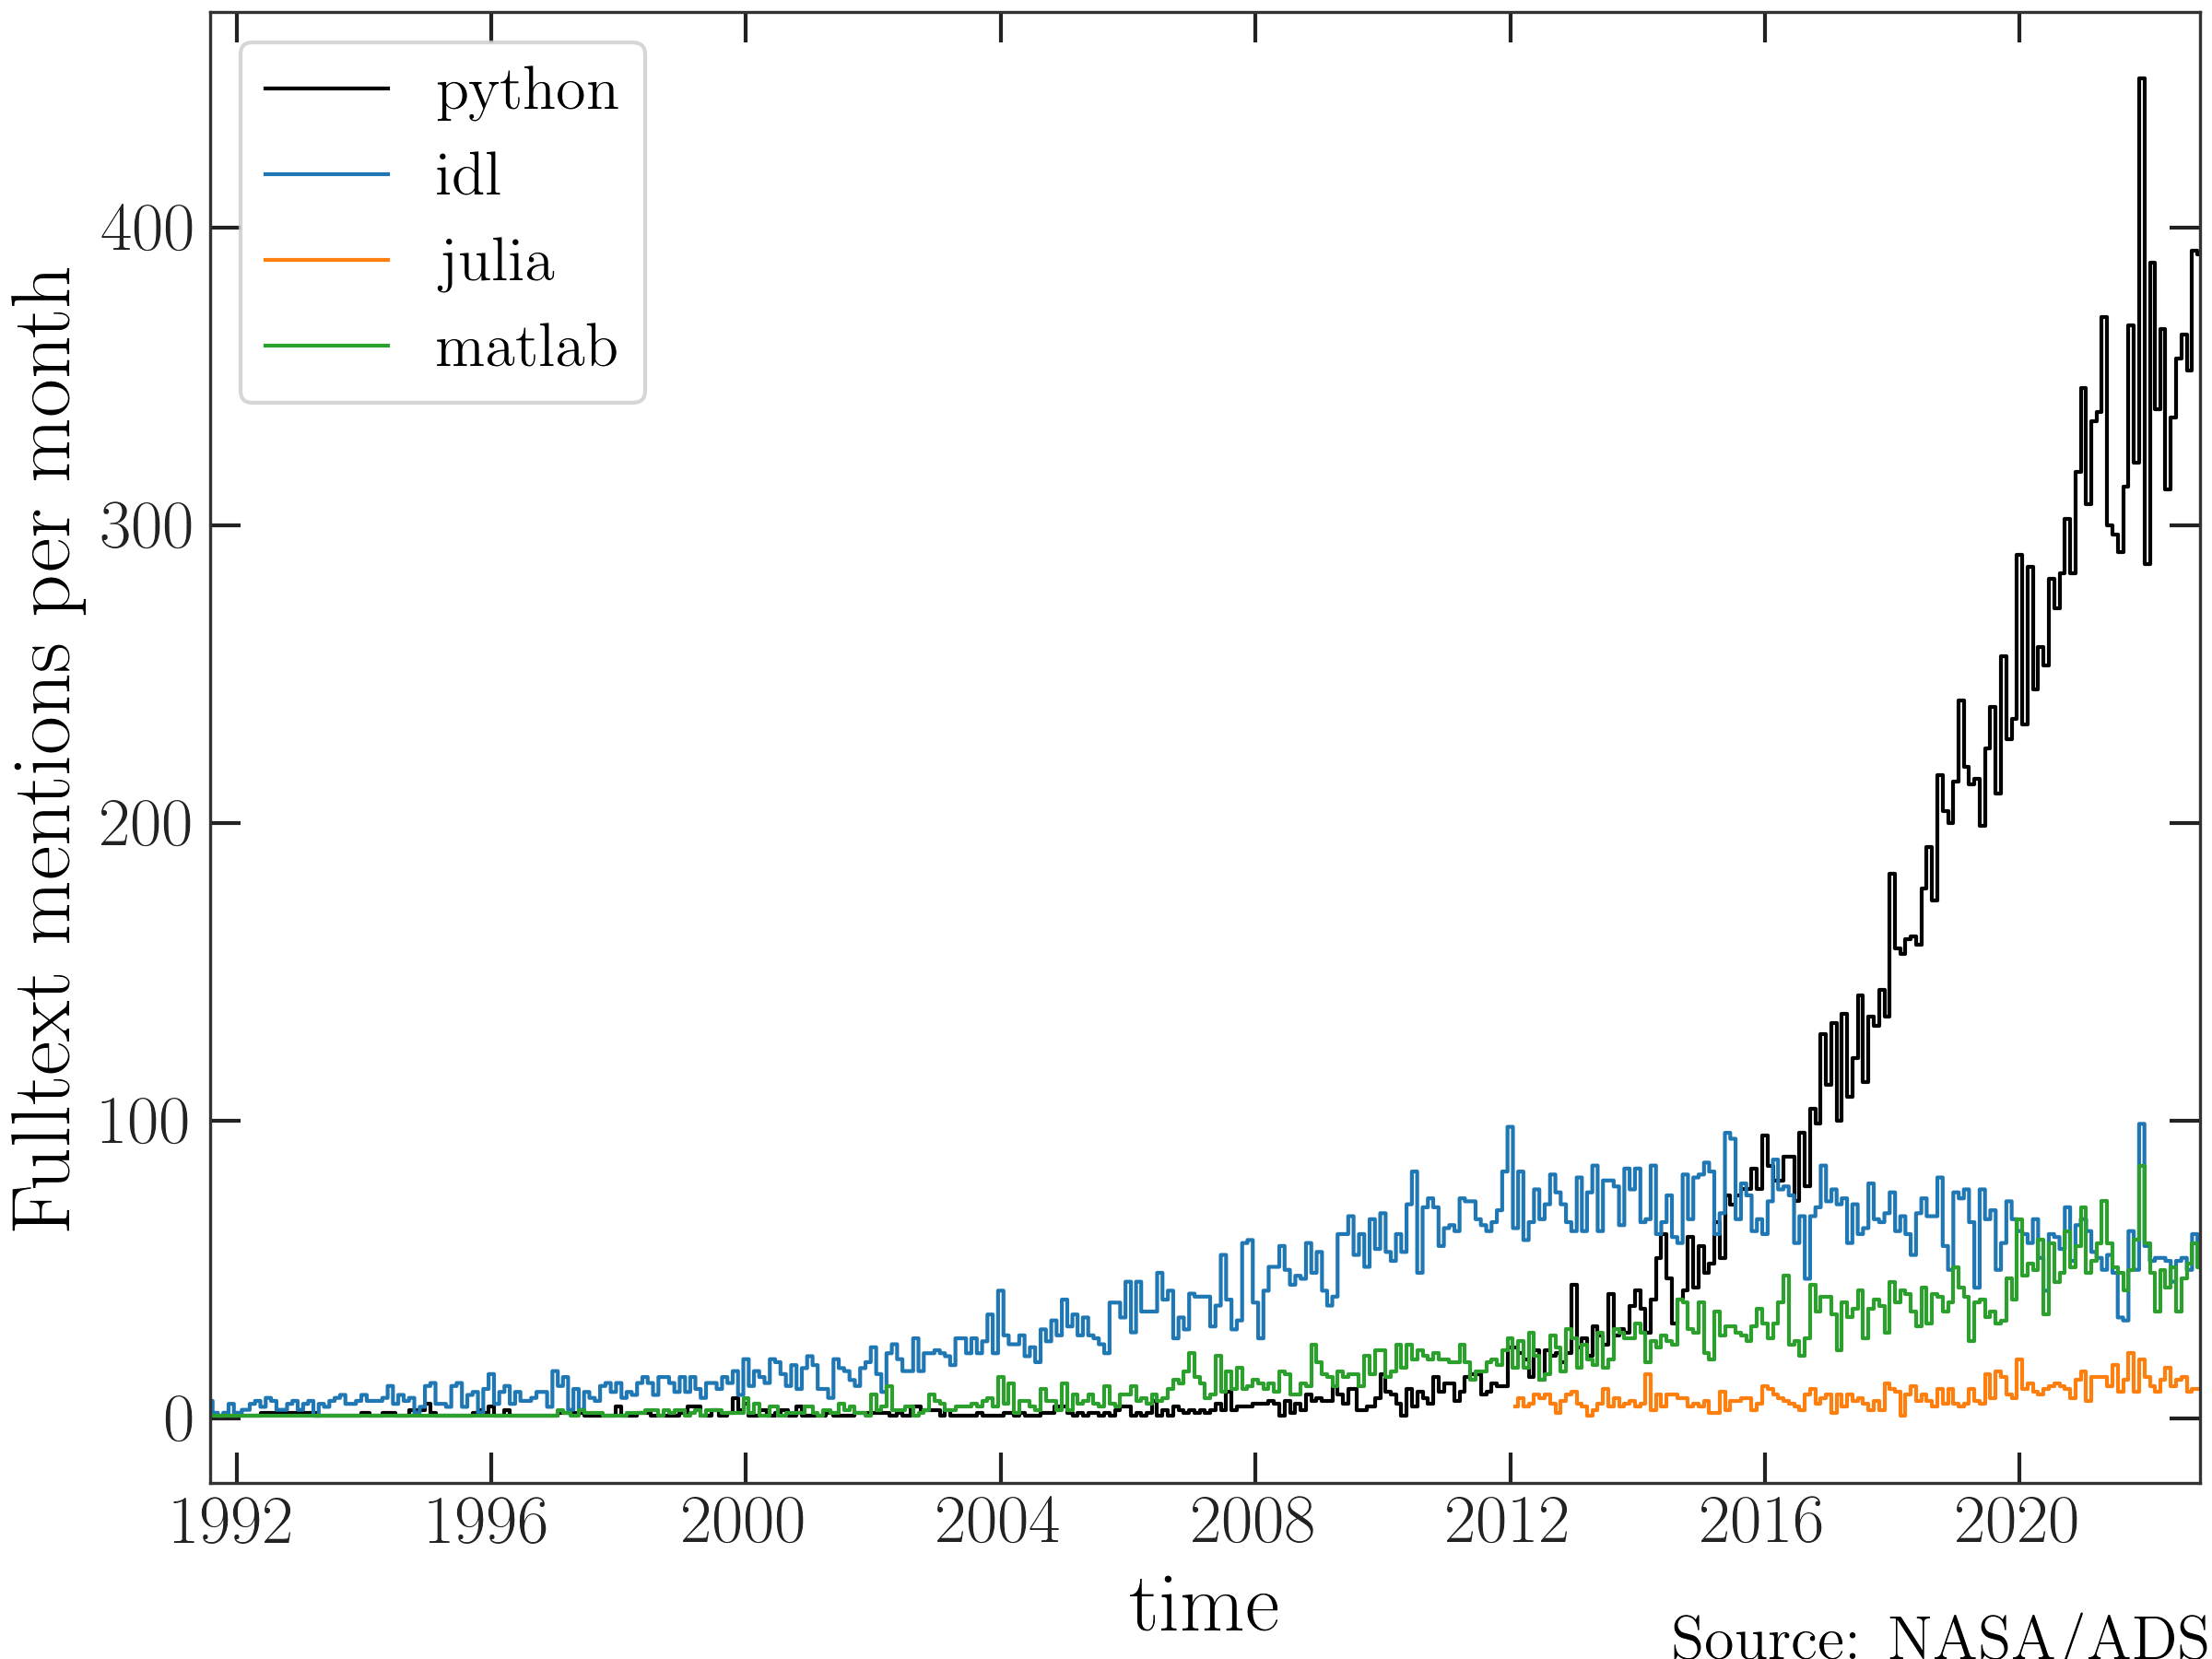 python
idl
julia
matlab
Fulltext mentions per month
400
300
200
100
0
1992 1996 2000 2004 2008 2012 2016 2020
time
Source: NASA/ADS